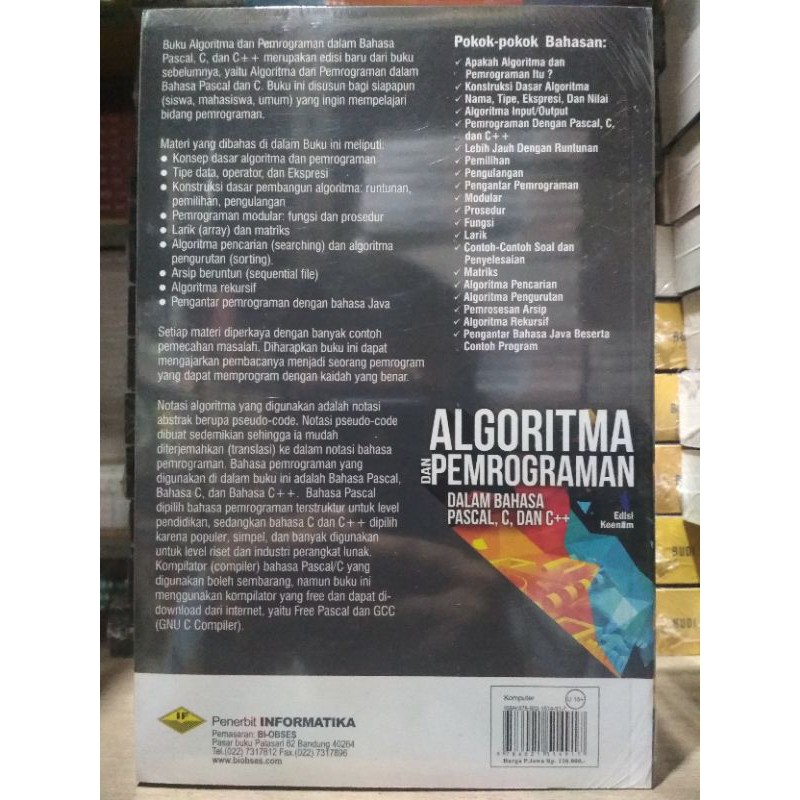 Buku Algoritma dan Pemrograman dalam Bahasa
Pascal, C, dan C++ merupakan edisi baru dari buku
sebelumnya, yaitu Algoritma dan Pemrograman dalam
Bahasa Pascal dan C. Buku ini disusun bagi siapapun
(siswa, mahasiswa, umum) yang ingin mempelajari
bidang pemrograman.
Materi yang dibahas di dalam Buku ini meliputi:
● Konsep dasar algoritma dan pemrograman
● Tipe data, operator, dan Ekspresi
● Konstruksi dasar pembangun algoritma: runtunan,
pemilihan, pengulangan
● Pemrograman modular: fungsi dan prosedur
● Larik (array) dan matriks
● Algoritma pencarian (searching) dan algoritma
pengurutan (sorting).
● Arsip beruntun (sequential file)
● Algoritma rekursif
● Pengantar pemrograman dengan bahasa Java
Setiap materi diperkaya dengan banyak contoh
pemecahan masalah. Diharapkan buku ini dapat
mengajarkan pembacanya menjadi seorang pemrogram
yang dapat memprogram dengan kaidah yang benar.
Notasi algoritma yang digunakan adalah notasi
abstrak berupa pseudo-code. Notasi pseudo-code
dibuat sedemikian sehingga ia mudah
diterjemahkan (translasi) ke dalam notasi bahasa
pemrograman. Bahasa pemrograman yang
digunakan di dalam buku ini adalah Bahasa Pascal,
Bahasa C, dan Bahasa C++. Bahasa Pascal
dipilih bahasa pemrograman terstruktur untuk level
pendidikan, sedangkan bahasa C dan C++ dipilih
karena populer, simpel, dan banyak digunakan
untuk level riset dan industri perangkat lunak.
Kompilator (compiler) bahasa Pascal/C yang
digunakan boleh sembarang, namun buku ini
menggunakan kompilator yang free dan dapat di-
download dari internet, yaitu Free Pascal dan GCC
(GNU C Compiler).
Pokok-pokok Bahasan:
✓ Apakah Algoritma dan
Pemrograman Itu ?
✓ Konstruksi Dasar Algoritma
✓ Nama, Tipe, Ekspresi, Dan Nilai
✓ Algoritma Input/Output
✓ Pemrograman Dengan Pascal, C,
dan C++
✓ Lebih Jauh Dengan Runtunan
✓ Pemilihan
✓ Pengulangan
✓ Pengantar Pemrograman
✓ Modular
✓ Prosedur
✓ Fungsi
✓ Larik
✓ Contoh-Contoh Soal dan
Penyelesaian
✓ Matriks
✓ Algoritma Pencarian
✓ Algoritma Pengurutan
✓ Pemrosesan Arsip
✓ Algoritma Rekursif
✓ Pengantar Bahasa Java Beserta
Contoh Program
ALGORITMA
DAN PEMROGRAMAN
DALAM BAHASA
PASCAL, C, DAN C++
Edisi
Keenam
IF
Penerbit INFORMATIKA
Pemasaran: BI-OBSES
Pasar buku Palasari 82 Bandung 40264
Tel.(022) 7317812 Fax.(022) 7317896
www.biobses.com
Komputer
Harga P.Jawa Rp.
BUDI
BUDI